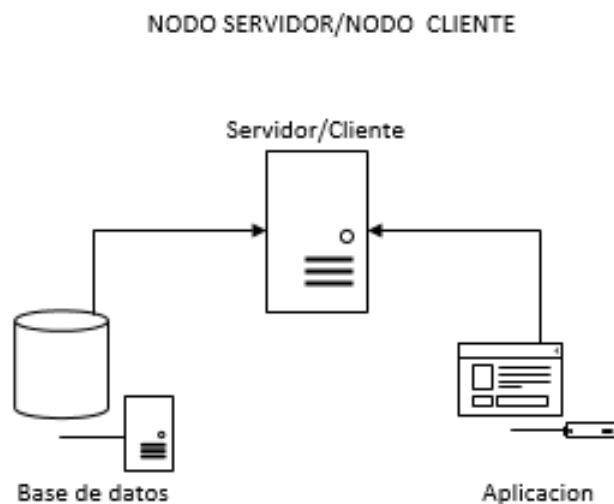 NODO SERVIDOR/NODO CLIENTE
Servidor/Cliente
Base de datos
Aplicacion